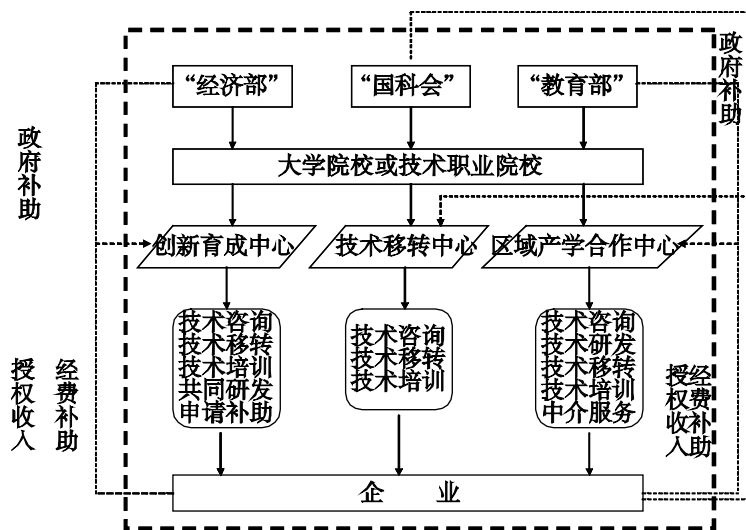 “经济部”
“国科会”
“教育部”
政府补助
政府补助
大学院校或技术职业院校
创新育成中心
技术移转中心
区域产学合作中心
技术咨询
技术移转
技术培训
共同研发
申请补助
技术咨询
技术移转
技术培训
技术咨询
技术研发
技术移转
技术培训
中介服务
授权收入
经费补助
授权收入
经费补助
企 业